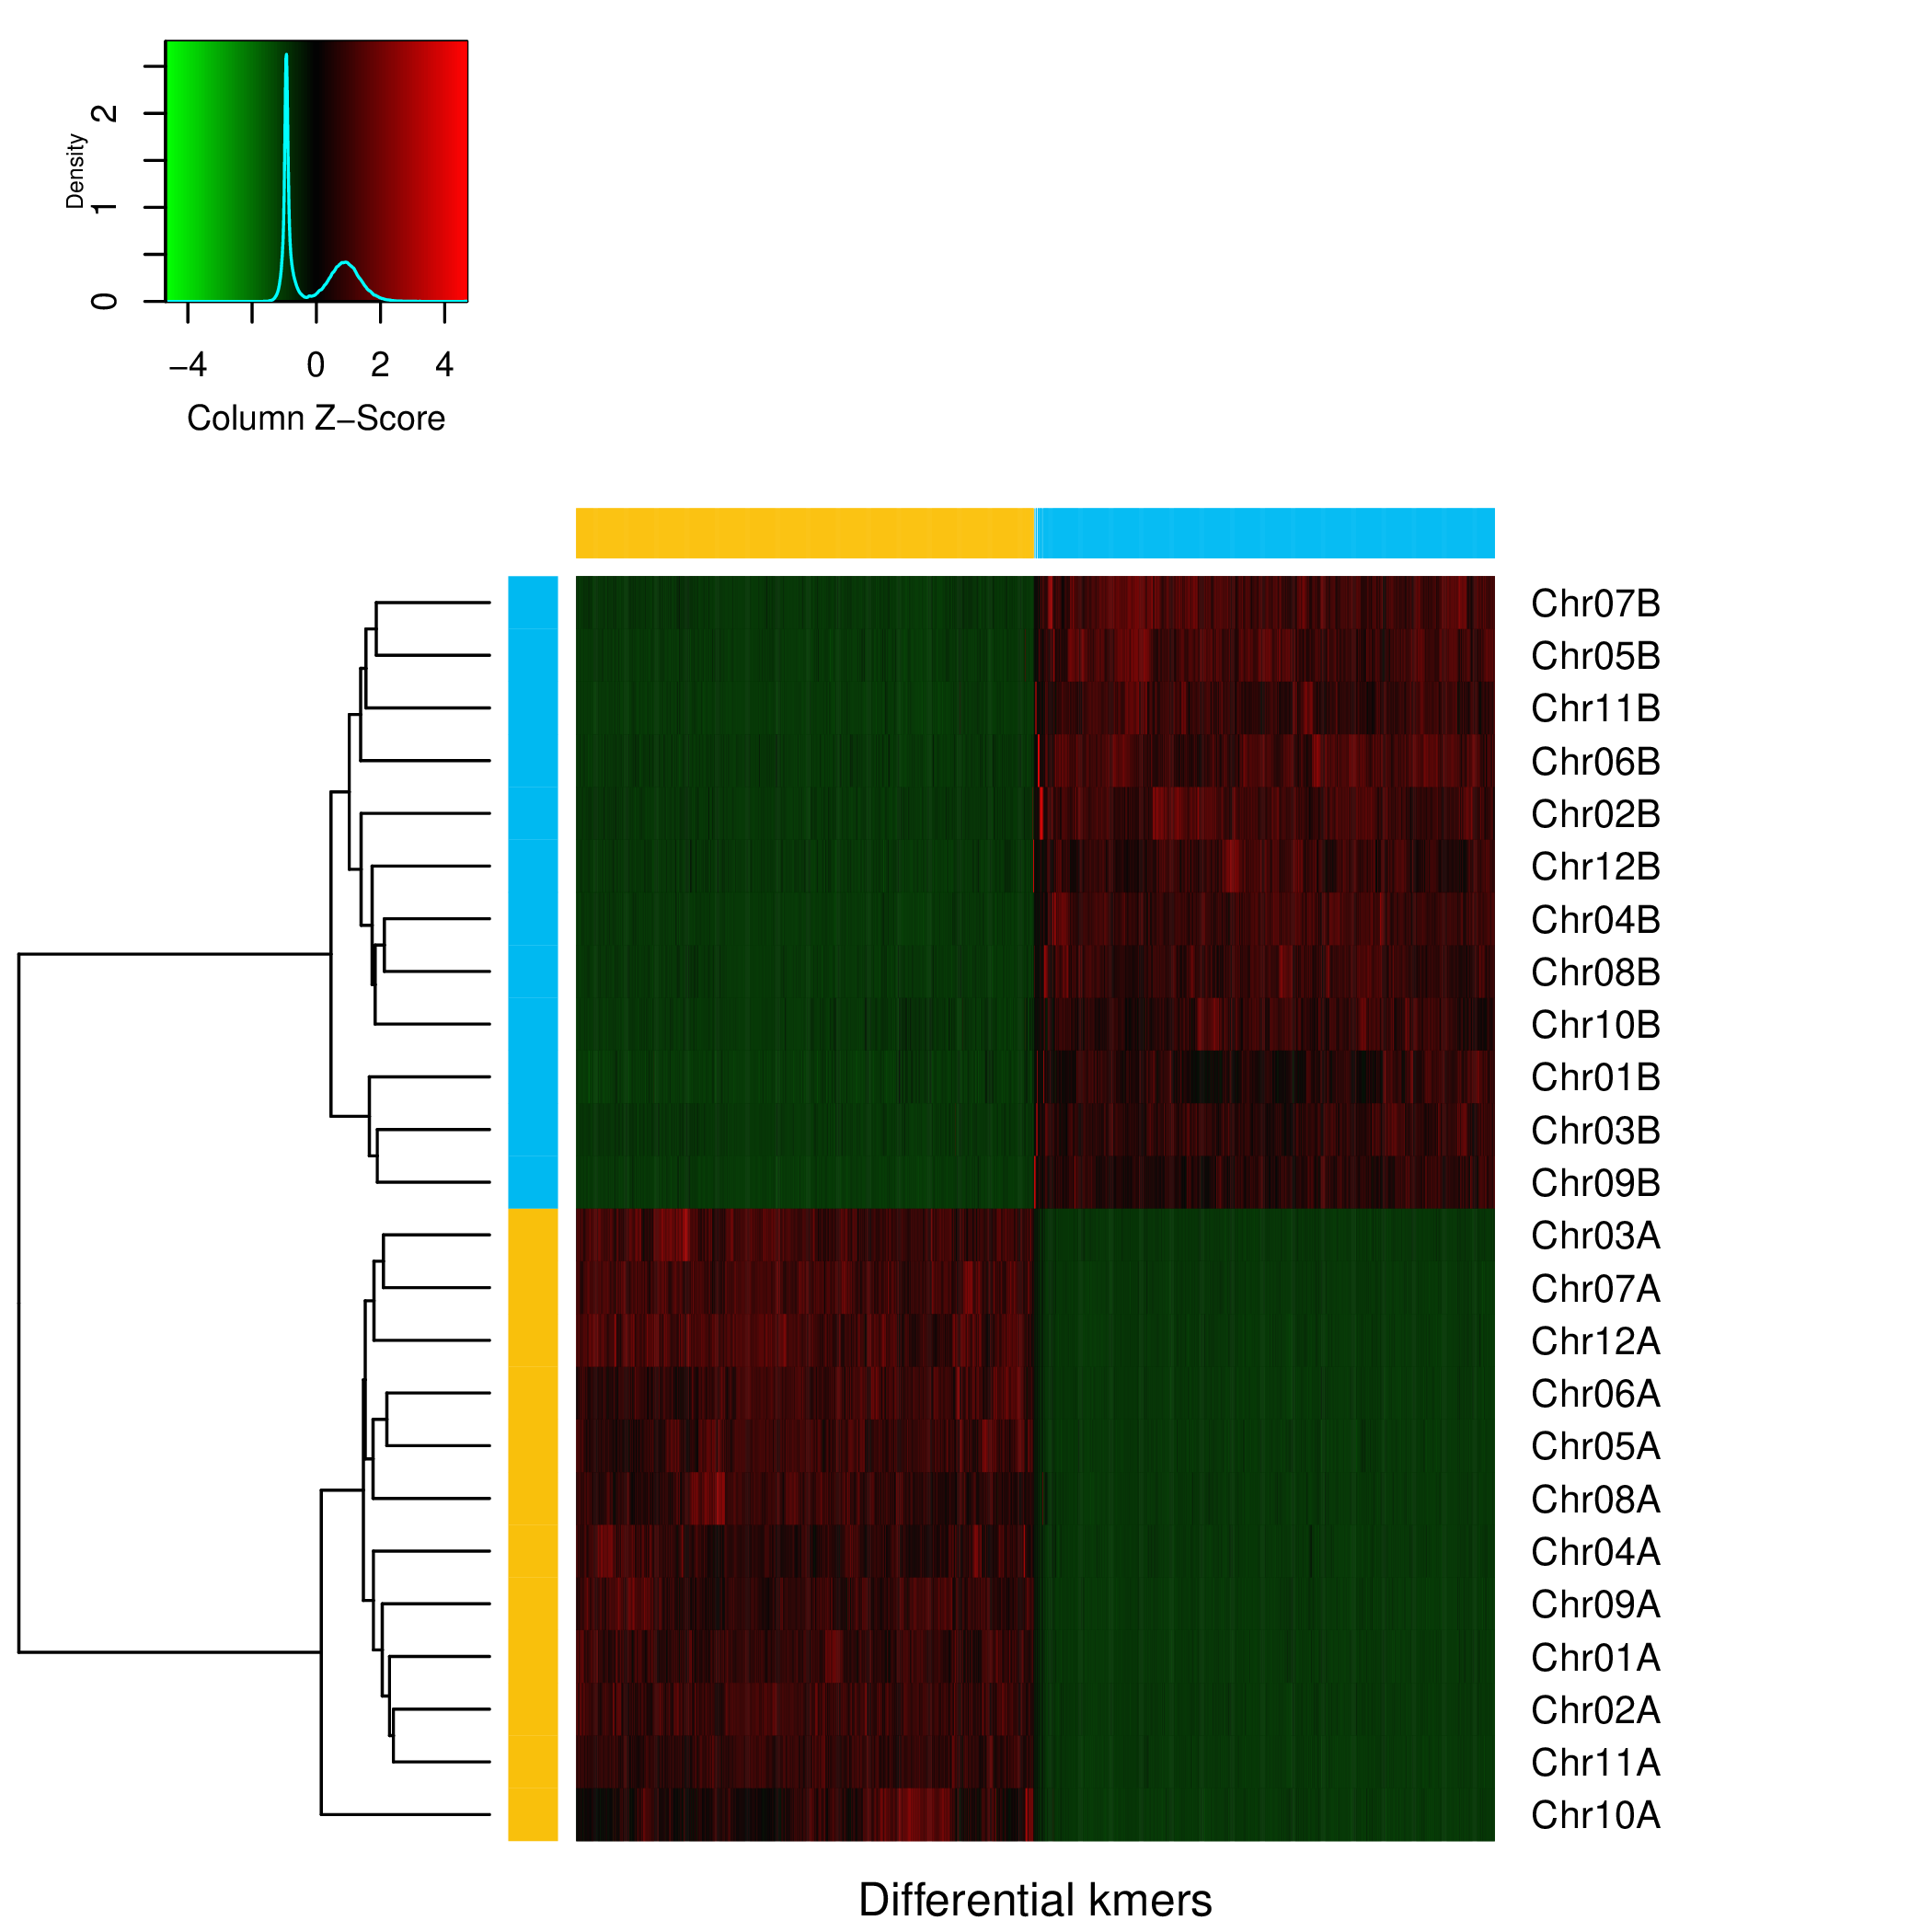 Density
0 1 2
−4 0 2 4
Column Z−Score
Chr07B
Chr05B
Chr11B
Chr06B
Chr02B
Chr12B
Chr04B
Chr08B
Chr10B
Chr01B
Chr03B
Chr09B
Chr03A
Chr07A
Chr12A
Chr06A
Chr05A
Chr08A
Chr04A
Chr09A
Chr01A
Chr02A
Chr11A
Chr10A
Differential kmers